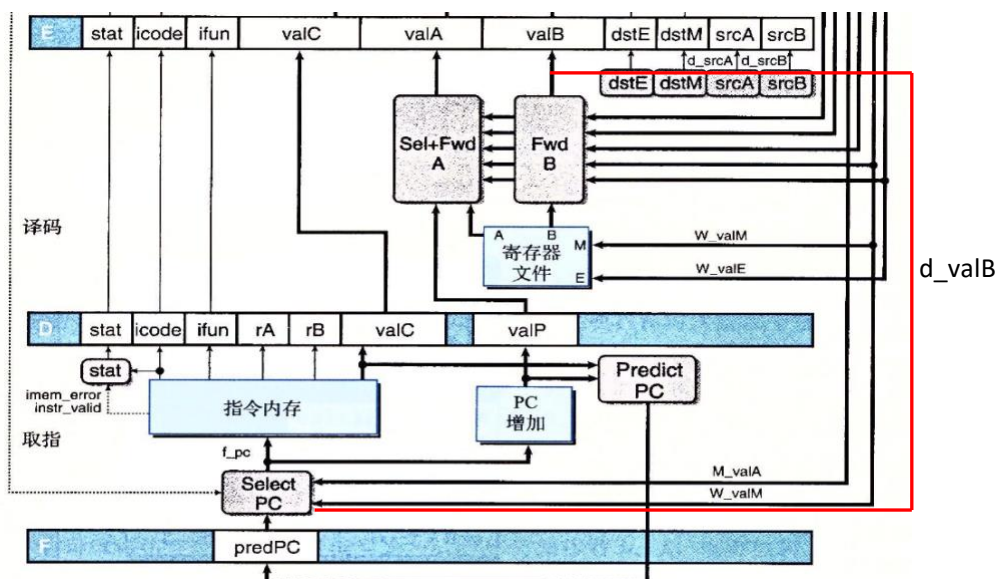 E stat icode ifun valC valA valB dstE dstM srcA srcB
d_srcA d_srcB
dstE dstM srcA srcB
Sel+Fwd
A
Fwd
B
译码
A B M
E
寄存器
文件
W_valM
W_valE
d_valB
D stat icode ifun rA rB valC valP
stat
imem_error
instr_valid
Predict
PC
指令内存
PC
增加
取指
f_pc
Select
PC
M_valA
W_valM
F predPC